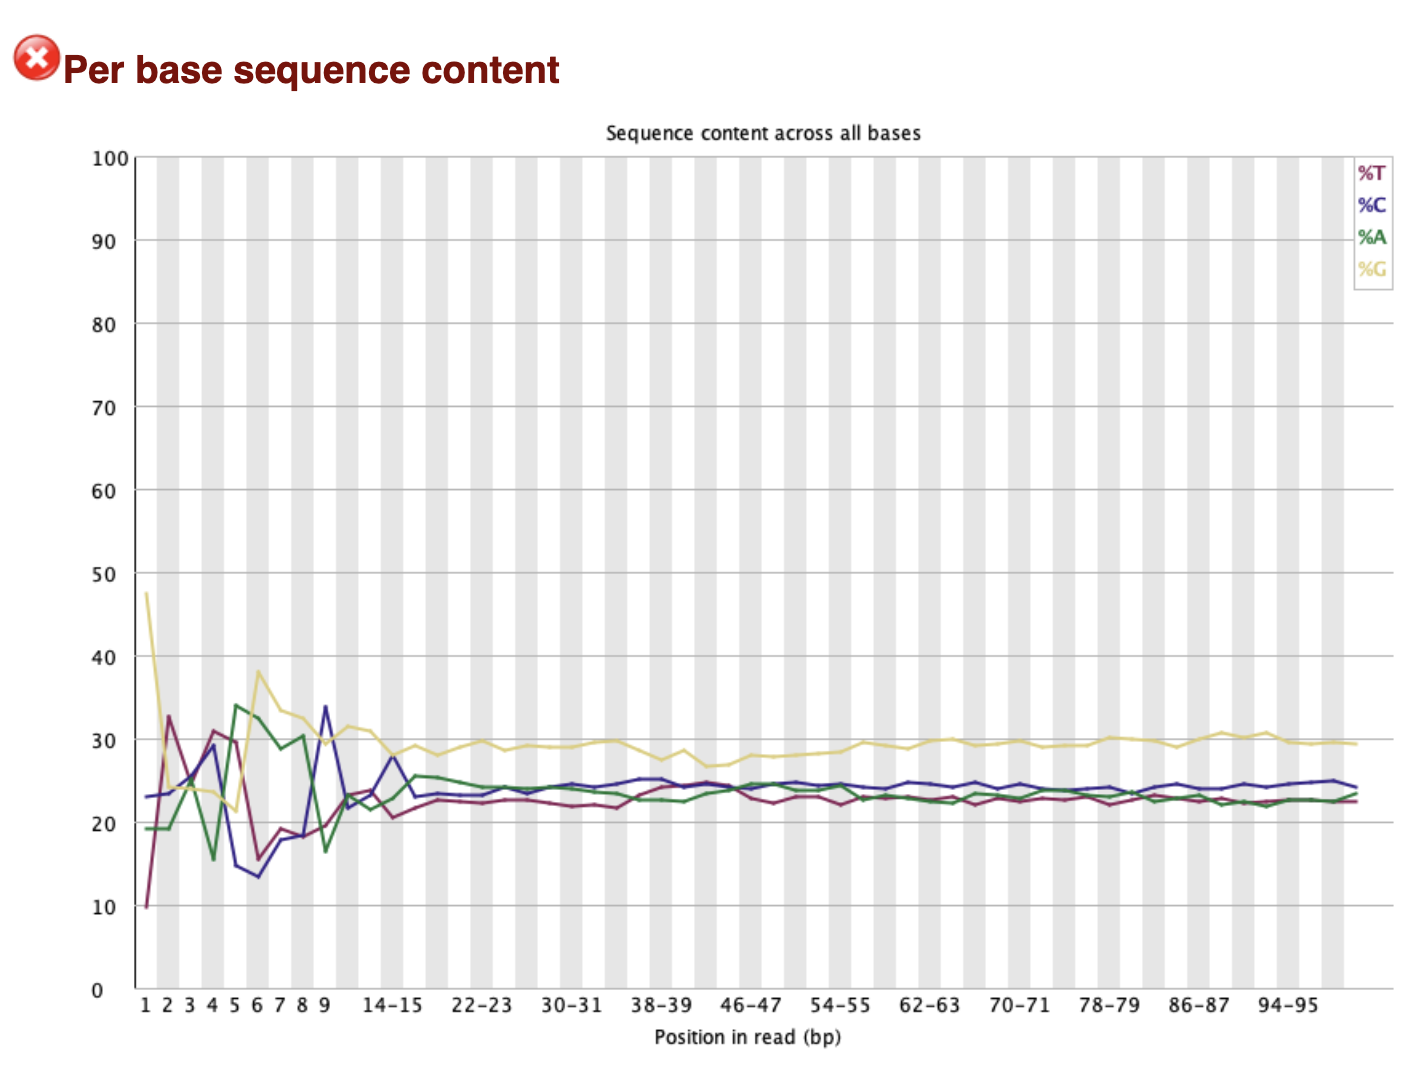 Per base sequence content
Sequence content across all bases
%T
%C
%A
%G
100
90
80
70
60
50
40
30
20
10
0
1 2 3 4 5 6 7 8 9 14-15 22-23 30-31 38-39 46-47 54-55 62-63 70-71 78-79 86-87 94-95
Position in read (bp)